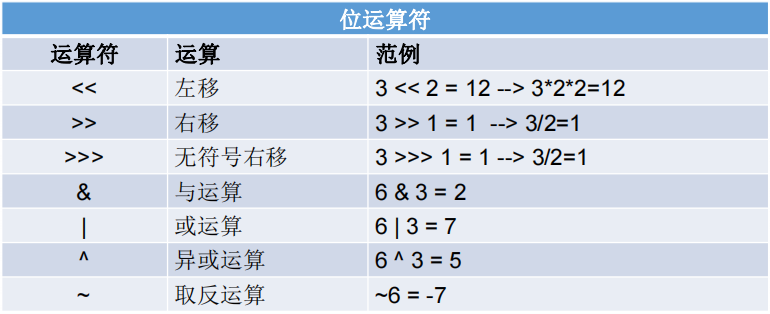 位运算符
运算符 运算 范例
<< 左移 3 << 2 = 12 --> 3*2*2=12
>> 右移 3 >> 1 = 1 --> 3/2=1
>>> 无符号右移 3 >>> 1 = 1 --> 3/2=1
& 与运算 6 & 3 = 2
| 或运算 6 | 3 = 7
^ 异或运算 6 ^ 3 = 5
~ 取反运算 ~6 = -7